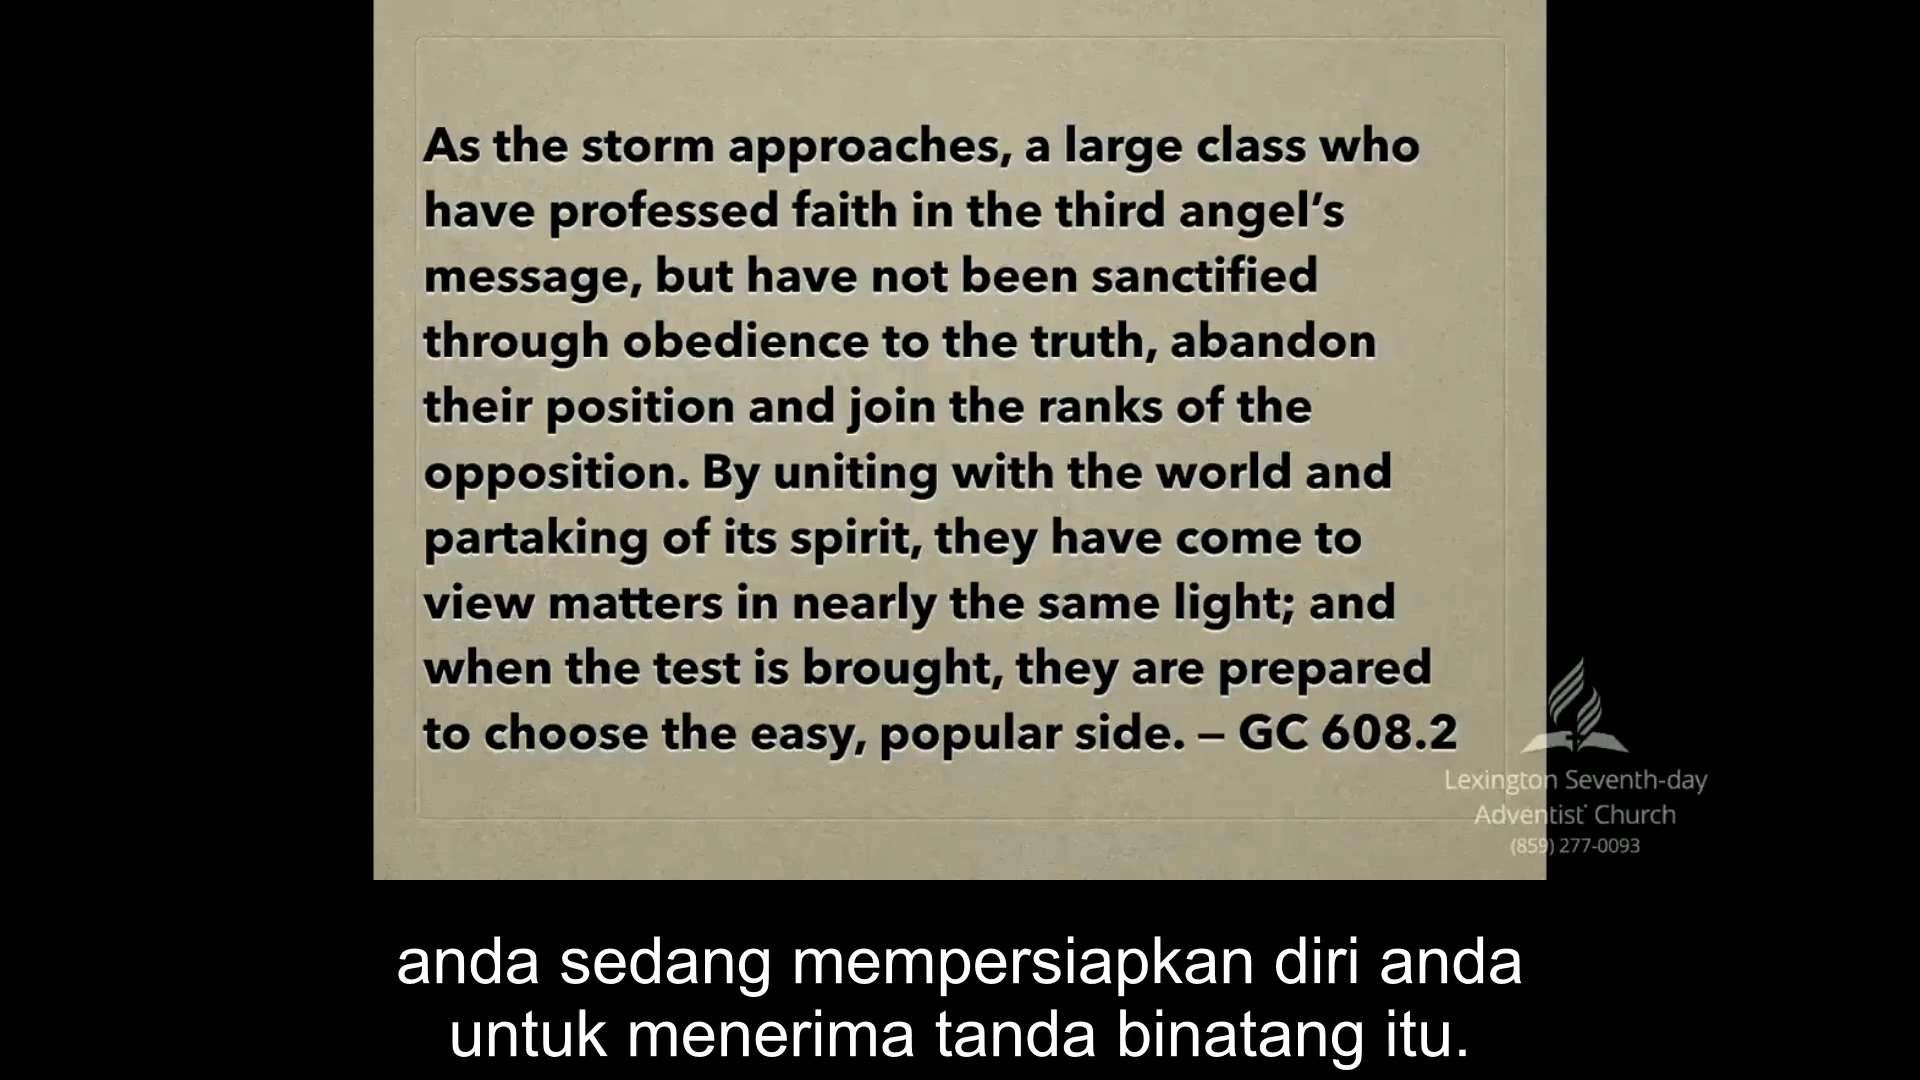 As the storm approaches, a large class who
have professed faith in the third angel’s
message, but have not been sanctified
through obedience to the truth, abandon
their position and join the ranks of the
opposition. By uniting with the world and
partaking of its spirit, they have come to
view matters in nearly the same light; and
when the test is brought, they are prepared
to choose the easy, popular side. – GC 608.2
Lexington Seventh-day
Adventist Church
(859) 277-0093
anda sedang mempersiapkan diri anda
untuk menerima tanda binatang itu.